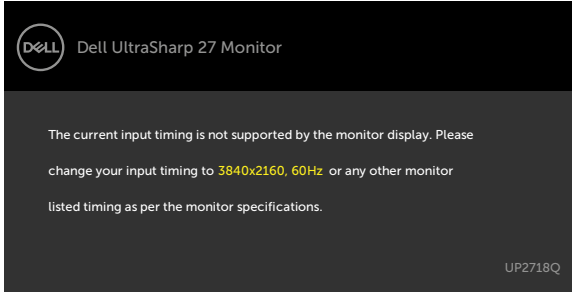 DELL
Dell UltraSharp 27 Monitor
The current input timing is not supported by the monitor display. Please
change your input timing to 3840x2160, 60Hz or any other monitor
listed timing as per the monitor specifications.
UP2718Q